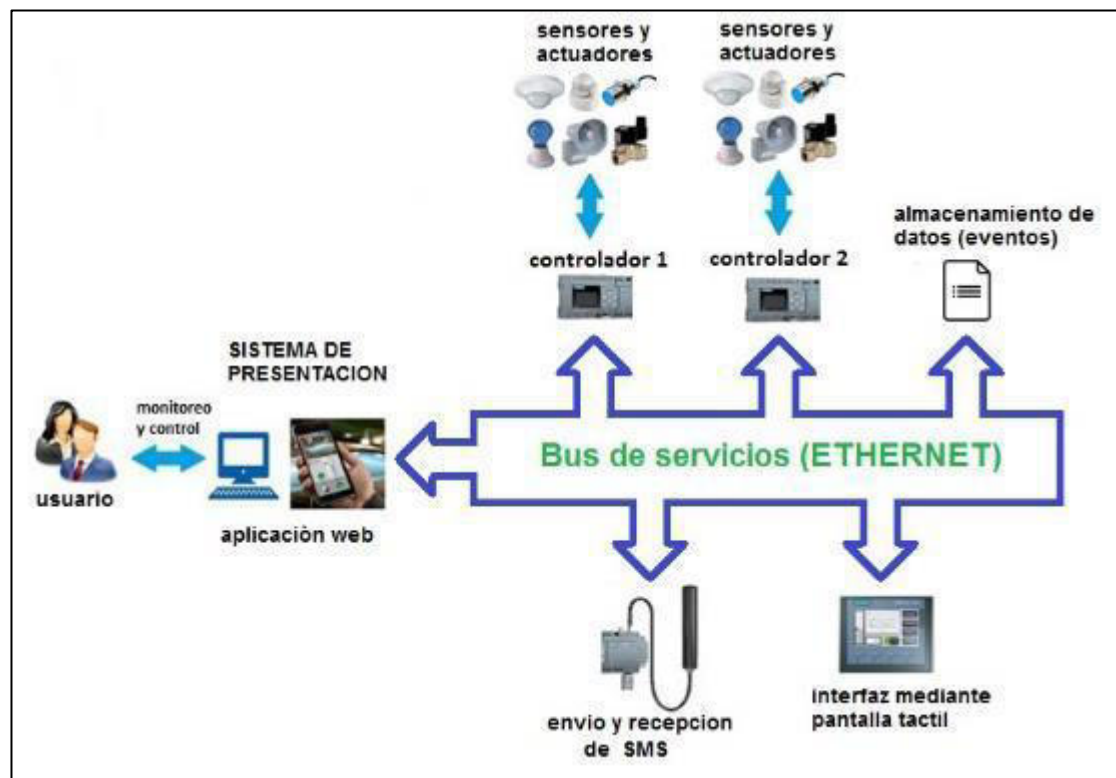 sensores y
actuadores
sensores y
actuadores
almacenamiento de
datos (eventos)
controlador 1
controlador 2
SISTEMA DE
PRESENTACION
monitoreo
y control
usuario
aplicaciòn web
Bus de servicios (ETHERNET)
envio y recepcion
de SMS
interfaz mediante
pantalla tactil